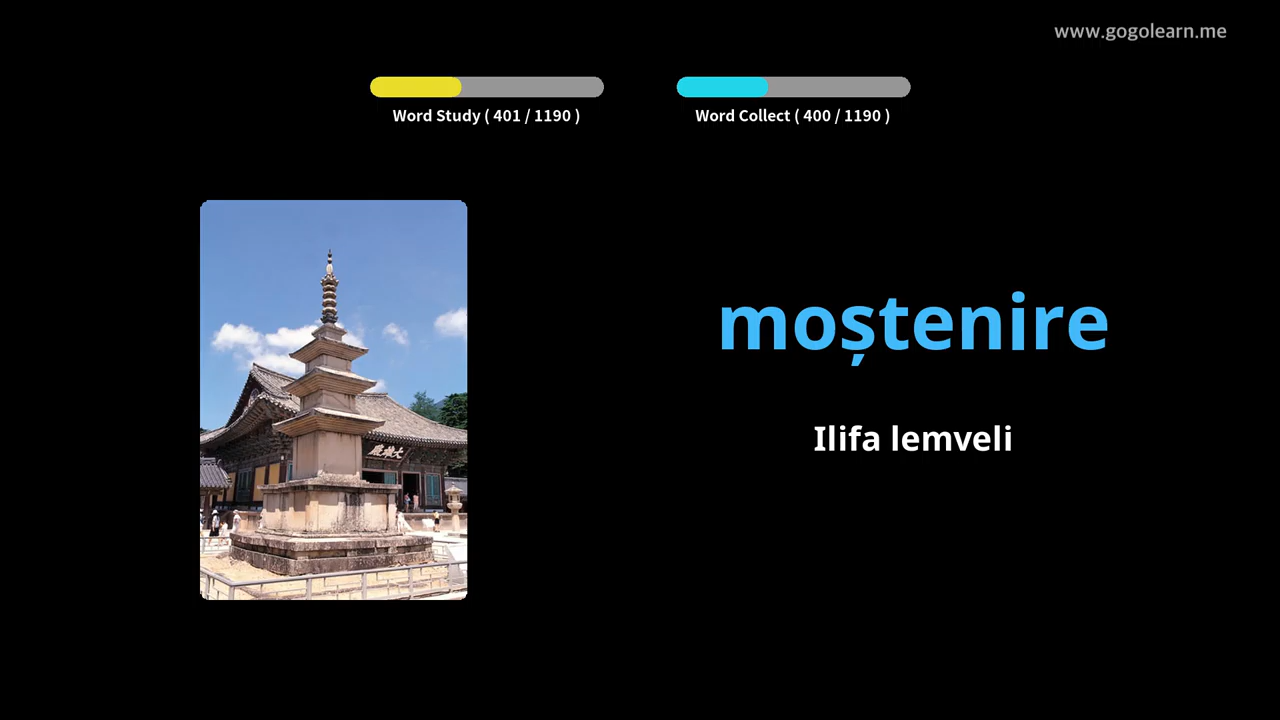 www.gogolearn.me
Word Study ( 401 / 1190 )
Word Collect ( 400 / 1190 )
moștenire
Ilifa lemveli